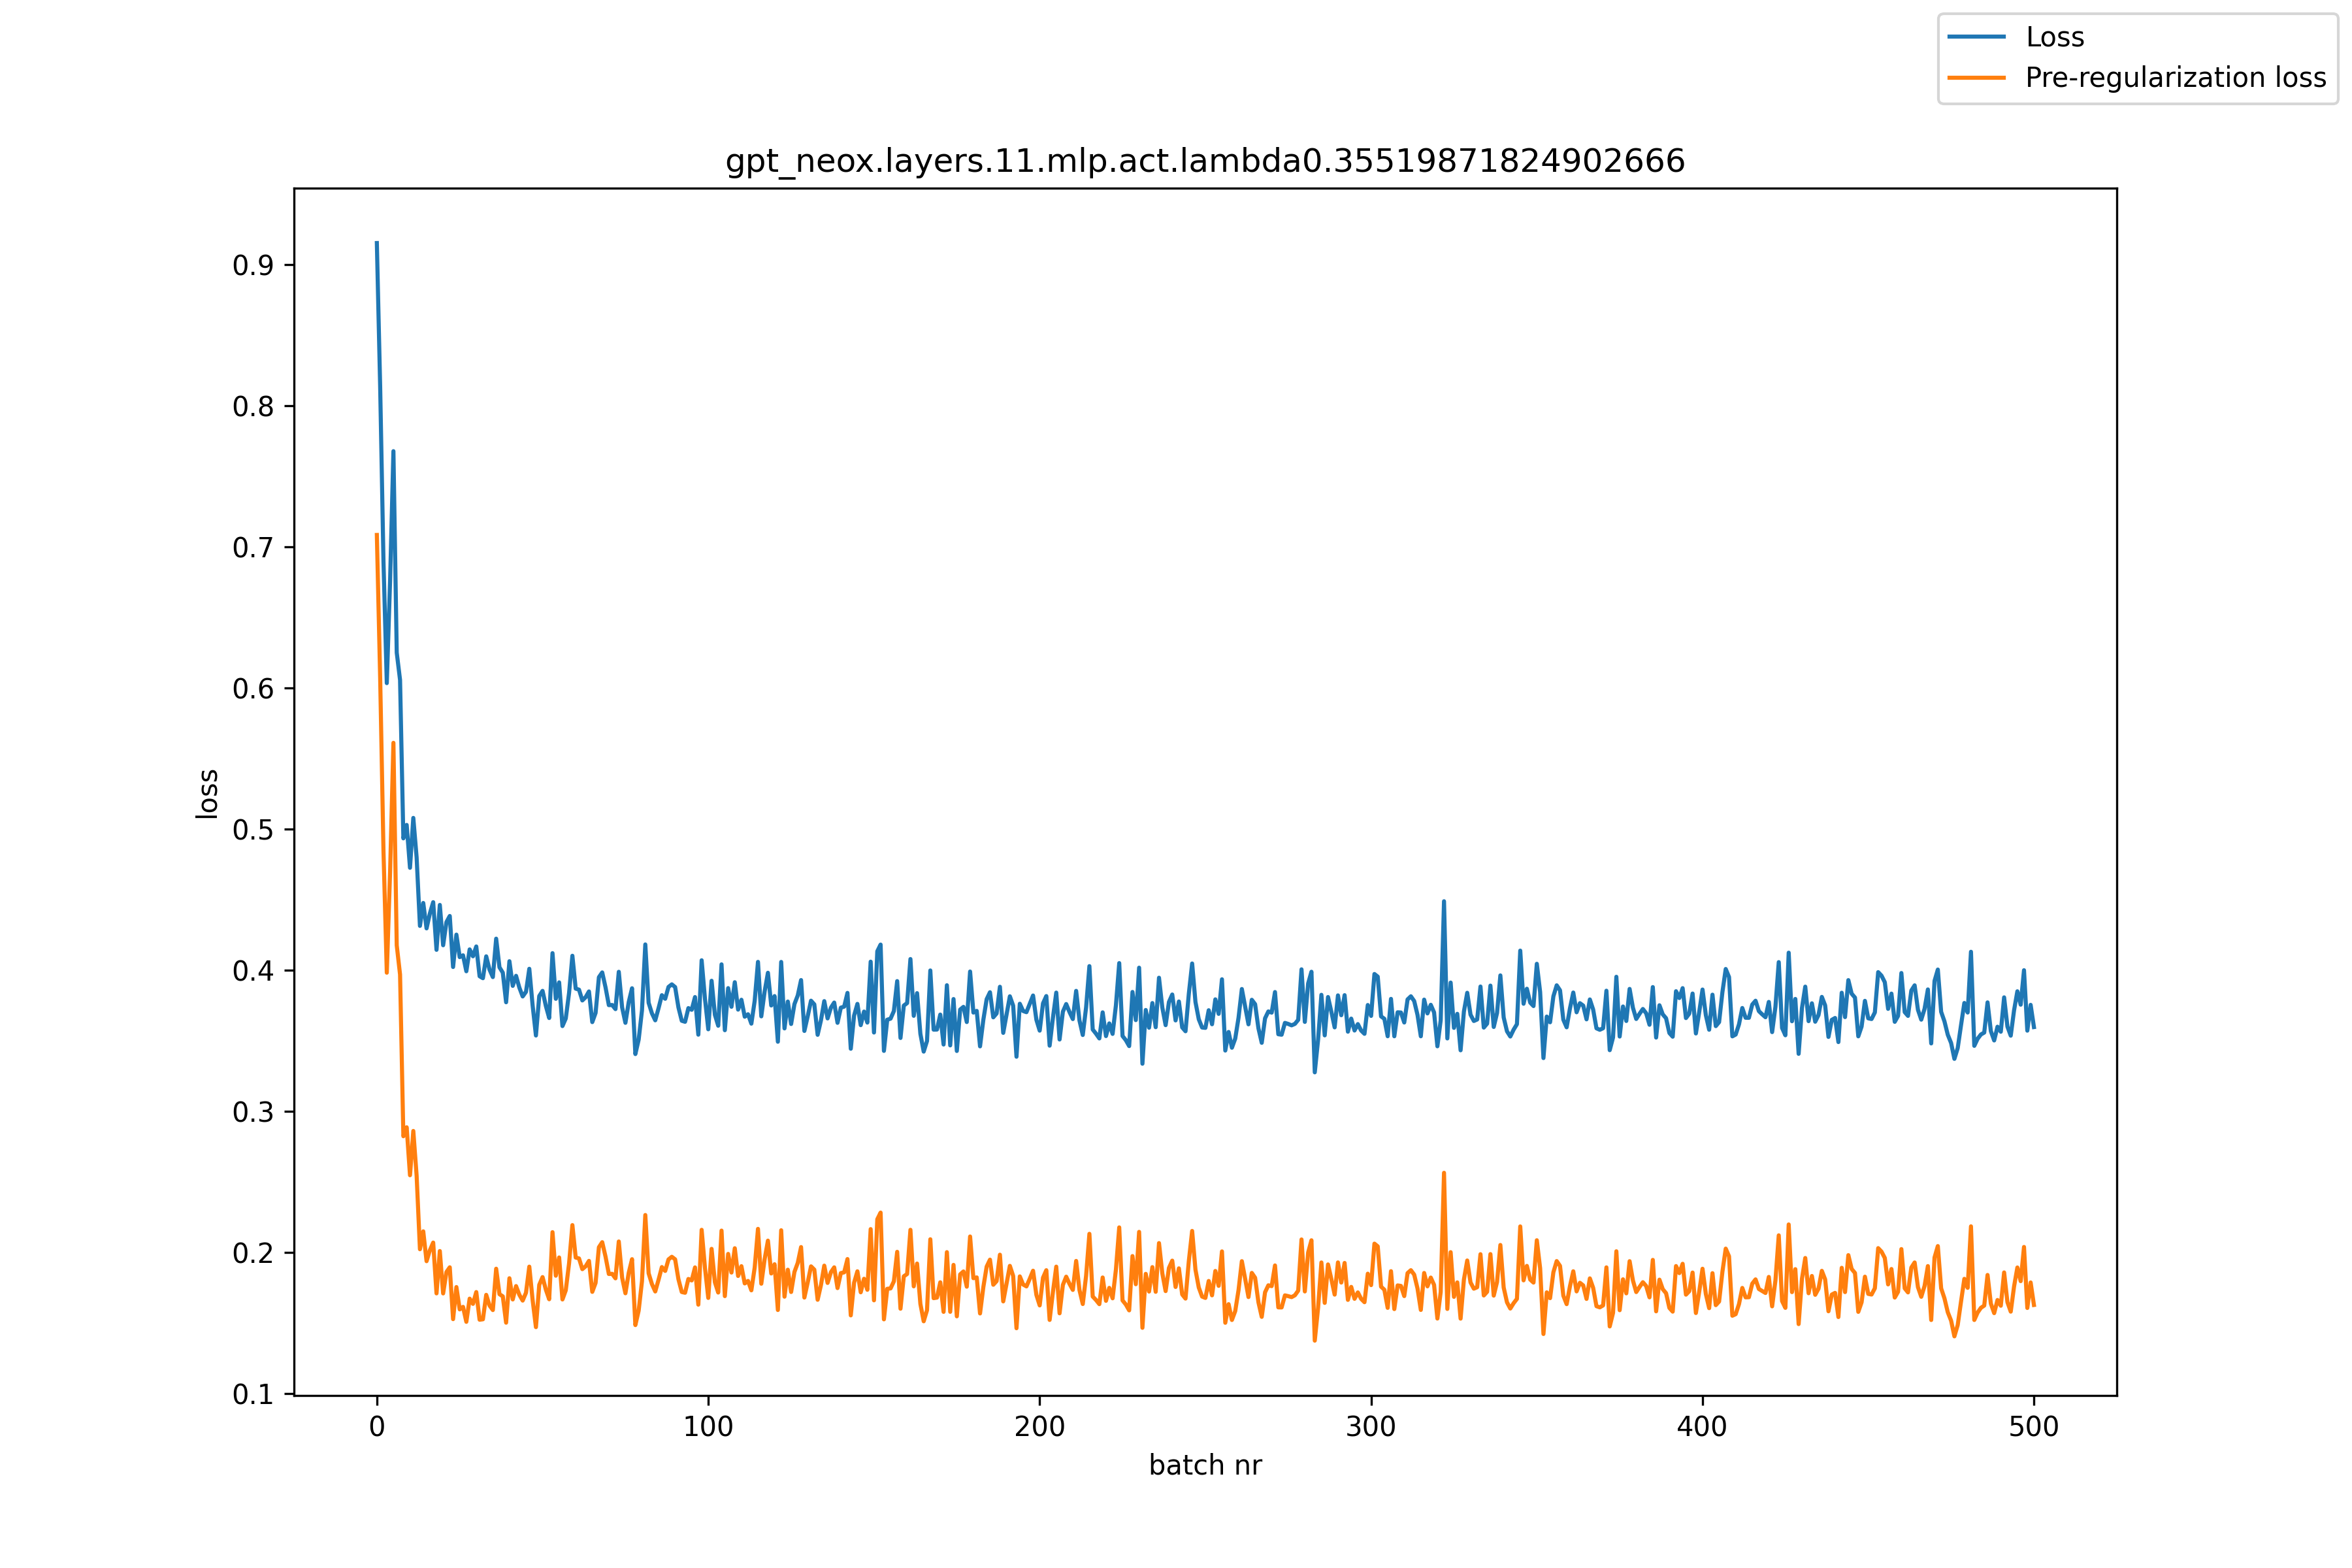 Loss
Pre-regularization loss
gpt_neox.layers.11.mlp.act.lambda0.35519871824902666
0.9
0.8
0.7
0.6
0.5
0.4
0.3
0.2
0.1
loss
0 100 200 300 400 500
batch nr